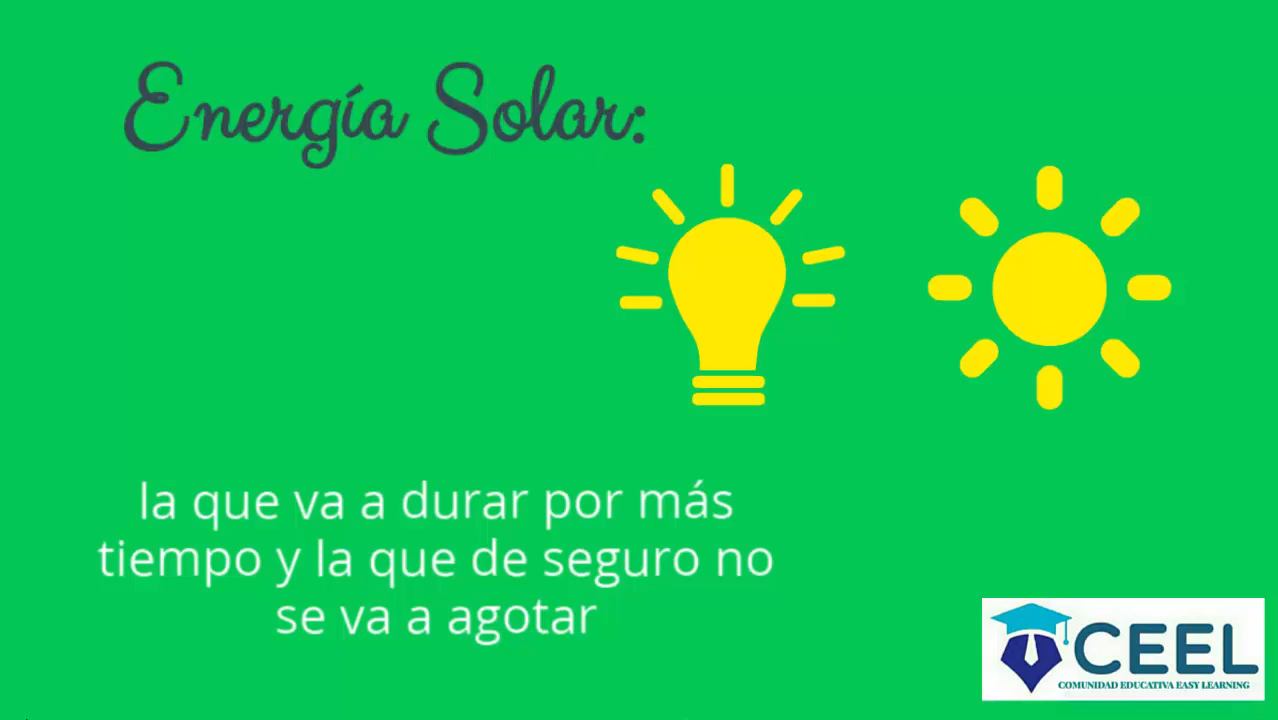 Energía Solar:
la que va a durar por más
tiempo y la que de seguro no
se va a agotar
CEEL
COMUNIDAD EDUCATIVA EASY LEARNING